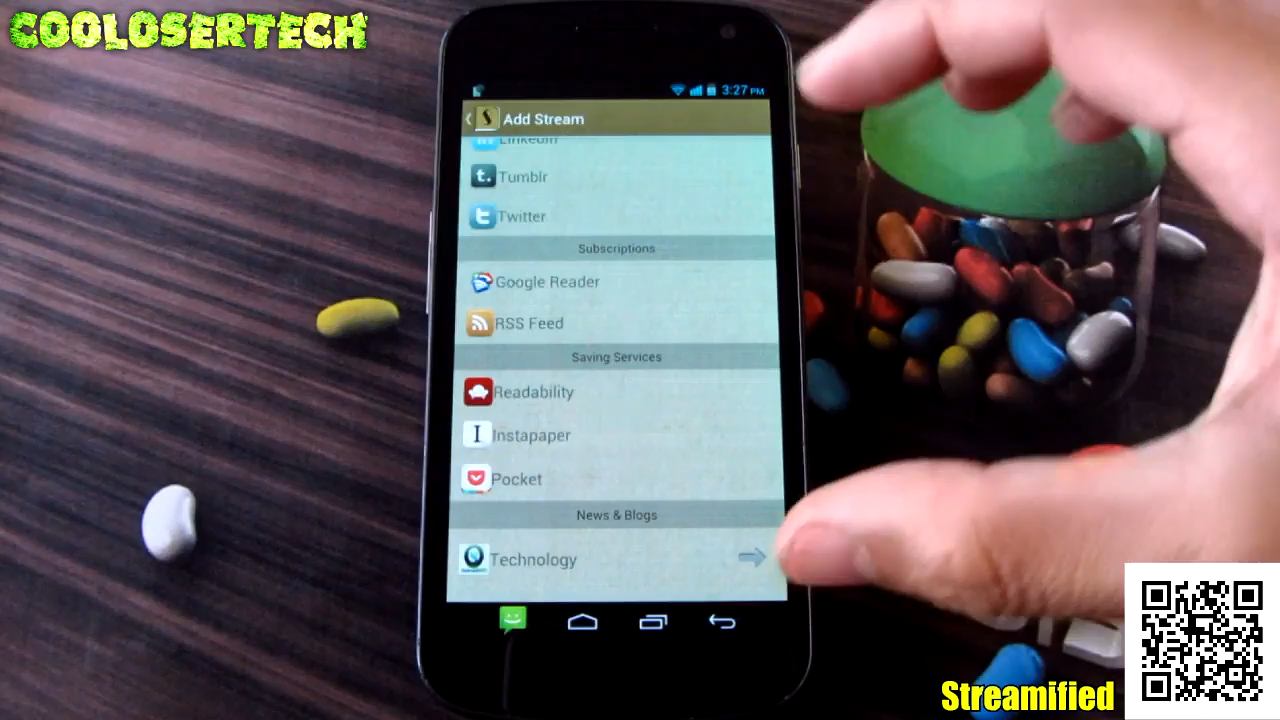 COOLOSERTECH
3:27 PM
Add Stream
LinkedIn
Tumblr
Twitter
Subscriptions
Google Reader
RSS Feed
Saving Services
Readability
Instapaper
Pocket
News & Blogs
Technology
Streamified